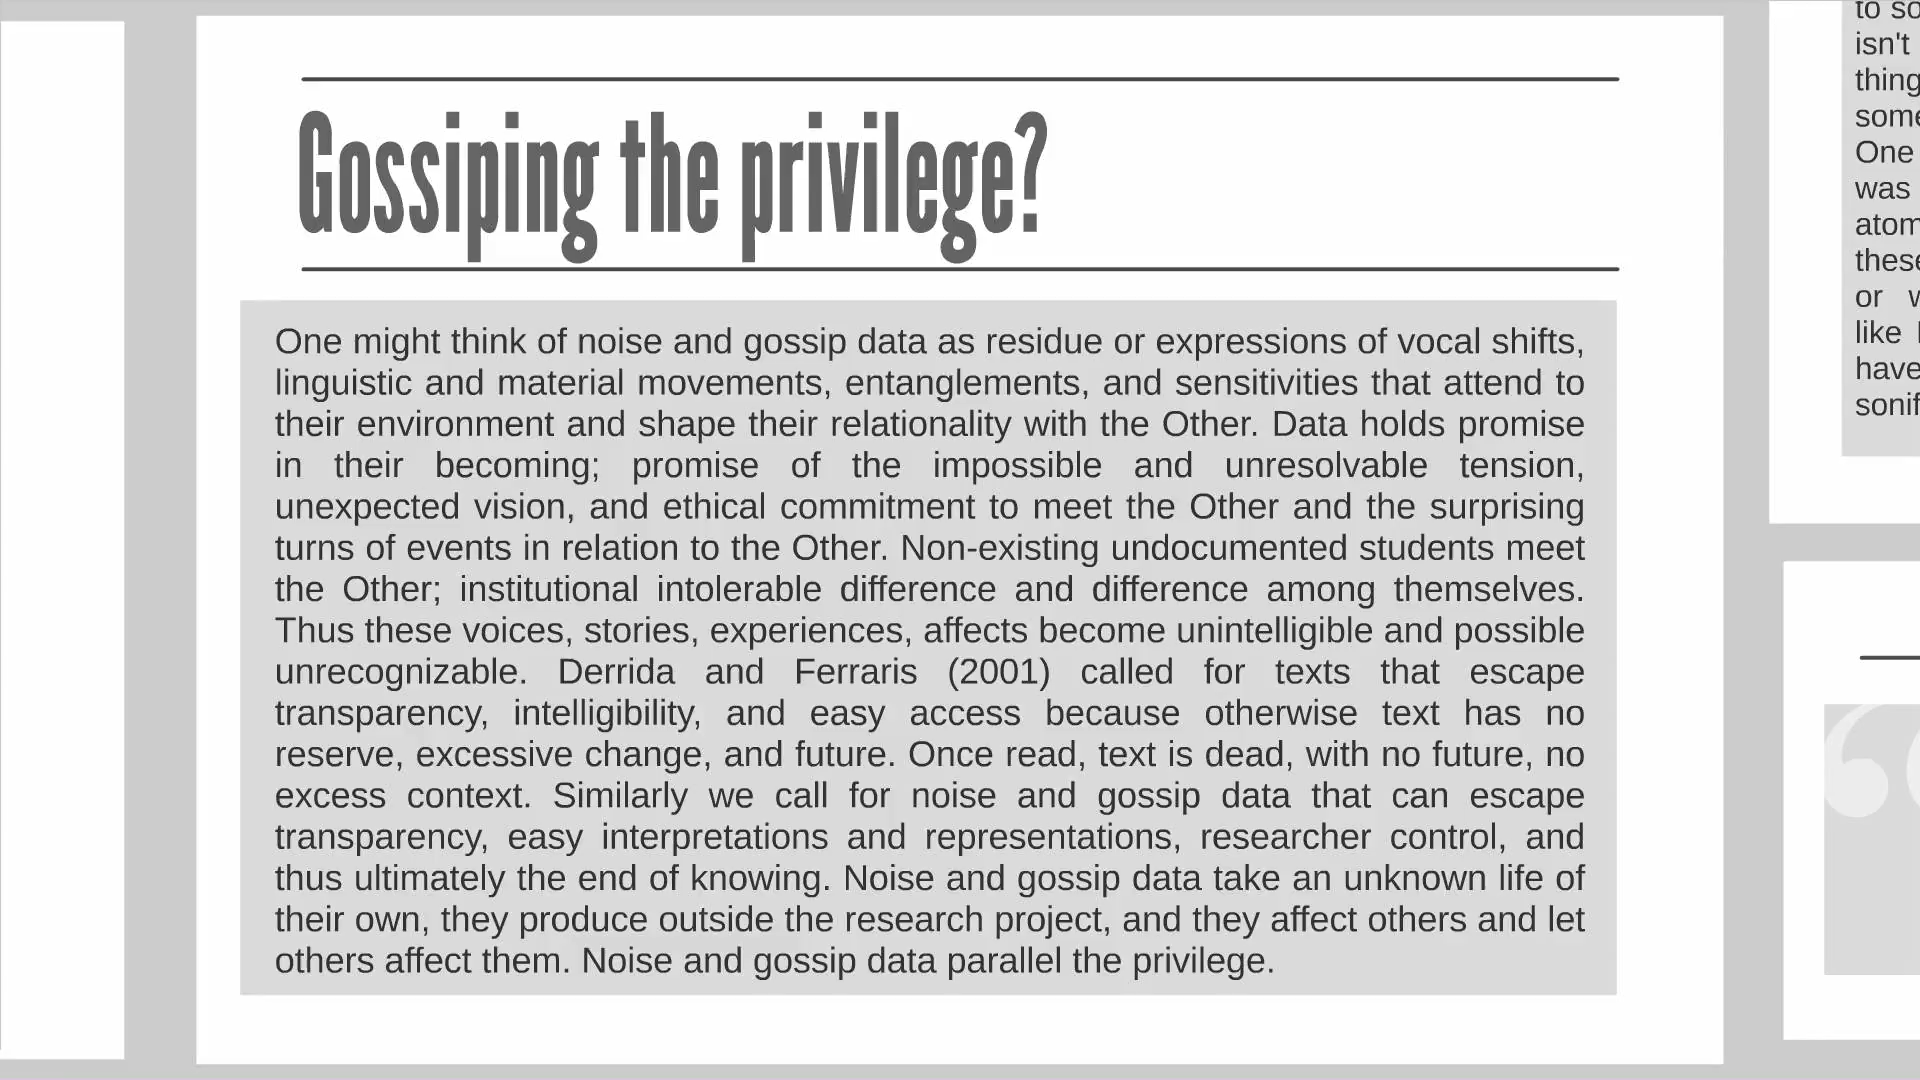 Gossiping the privilege?
One might think of noise and gossip data as residue or expressions of vocal shifts,
linguistic and material movements, entanglements, and sensitivities that attend to
their environment and shape their relationality with the Other. Data holds promise
in their becoming; promise of the impossible and unresolvable tension,
unexpected vision, and ethical commitment to meet the Other and the surprising
turns of events in relation to the Other. Non-existing undocumented students meet
the Other; institutional intolerable difference and difference among themselves.
Thus these voices, stories, experiences, affects become unintelligible and possible
unrecognizable. Derrida and Ferraris (2001) called for texts that escape
transparency, intelligibility, and easy access because otherwise text has no
reserve, excessive change, and future. Once read, text is dead, with no future, no
excess context. Similarly we call for noise and gossip data that can escape
transparency, easy interpretations and representations, researcher control, and
thus ultimately the end of knowing. Noise and gossip data take an unknown life of
their own, they produce outside the research project, and they affect others and let
others affect them. Noise and gossip data parallel the privilege.
to
isn't
One
was
or
like